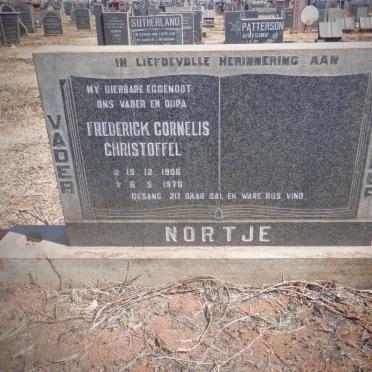 SUTHERLAND
PATTERSON
IN LIEFDEVOLLE HERINNERING AAN
MY DIERBARE EGGENOOT
ONS VADER EN OUPA
FREDERICK CORNELIS
CHRISTOFFEL
☆ 15. 12. 1906
✝ 6. 5. 1978
GESANG. 217 DAAR SAL EK WARE RUS VIND
VADER
NORTJE